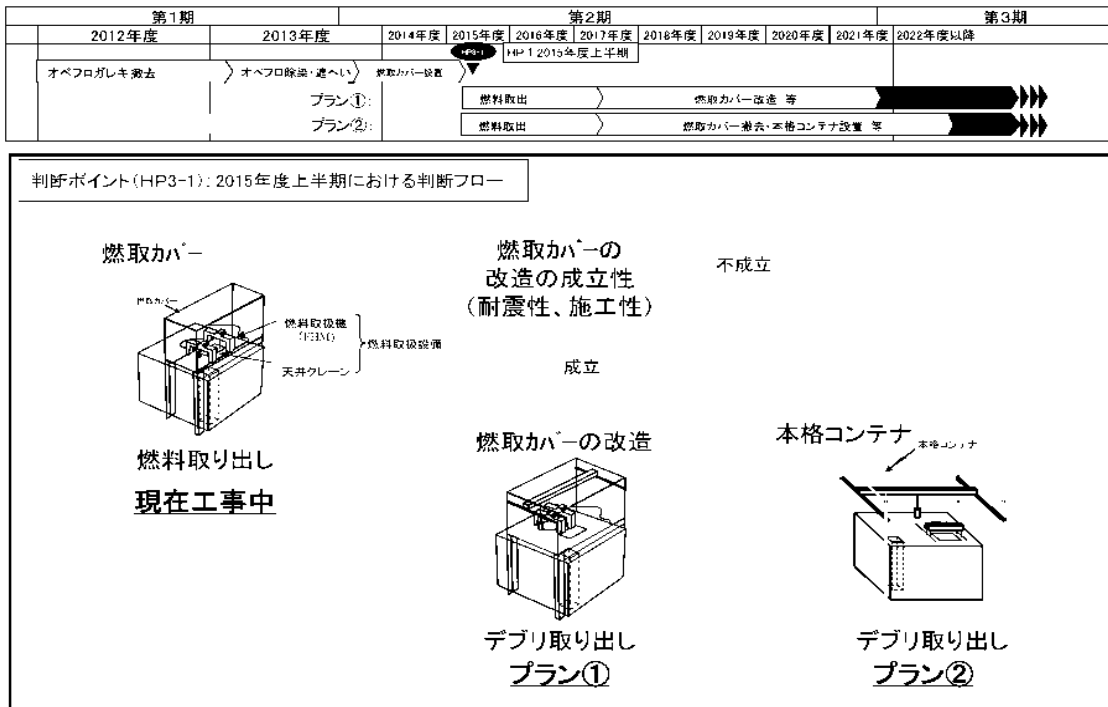 第1期 第2期 第3期
2012年度 2013年度 2014年度 2015年度 2016年度 2017年度 2018年度 2019年度 2020年度 2021年度 2022年度以降
HP3-1 HP1 2015年度上半期
オペフロガレキ撤去 オペフロ除染・遮へい 燃取カバー設置
プラン①: 燃料取出 燃取カバー改造 等
プラン②: 燃料取出 燃取カバー撤去・本格コンテナ設置 等
判断ポイント(HP3-1): 2015年度上半期における判断フロー
燃取カバー
燃取カバー
燃料取扱機
(FHM)
燃料取扱設備
天井クレーン
燃料取り出し
現在工事中
燃取カバーの
改造の成立性
(耐震性、施工性)
不成立
成立
燃取カバーの改造
デブリ取り出し
プラン①
本格コンテナ
本格コンテナ
デブリ取り出し
プラン②